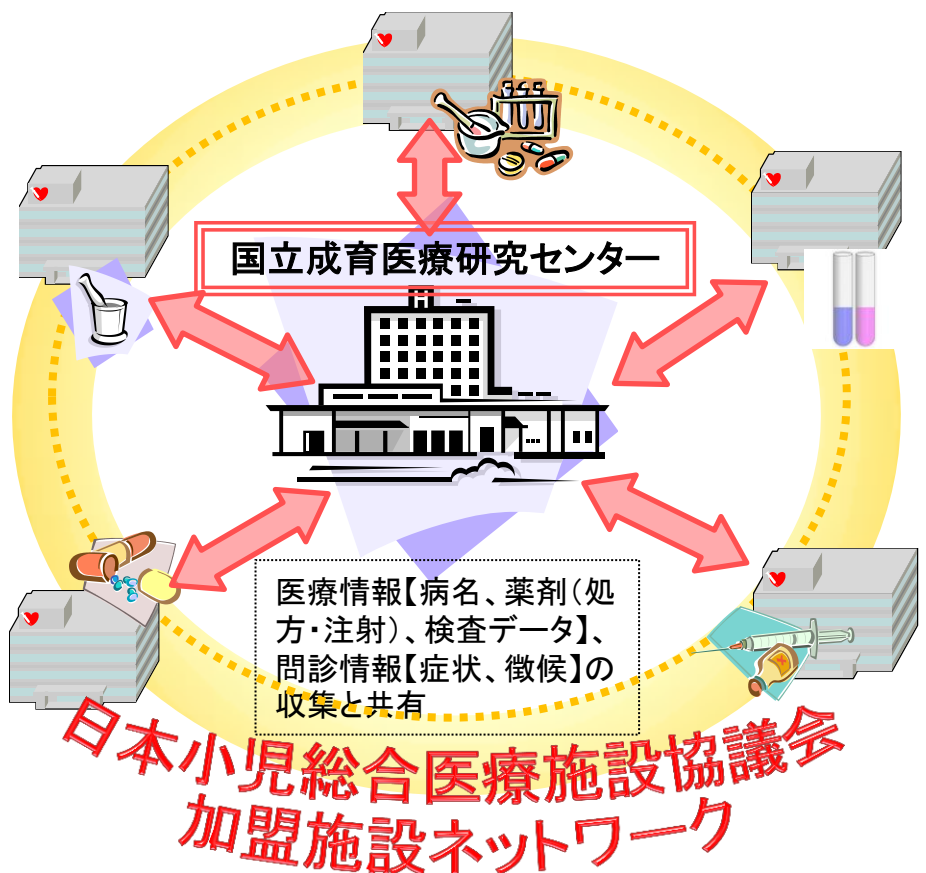 国立成育医療研究センター
医療情報【病名、薬剤（処
方・注射）、検査データ】、
問診情報【症状、徴候】の
収集と共有
日本小児総合医療施設協議会
加盟施設ネットワーク